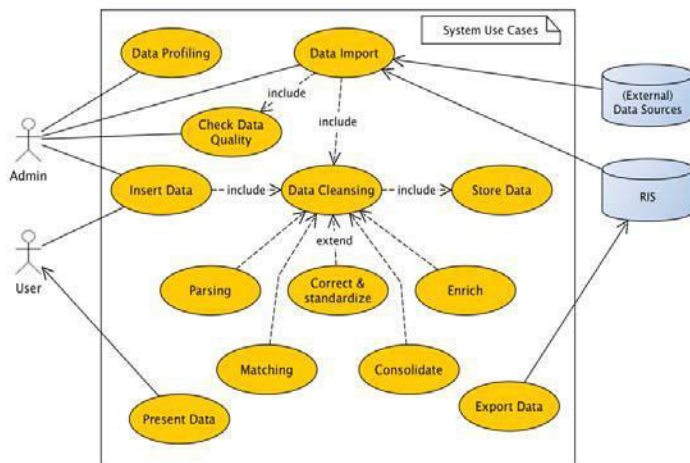 System Use Cases
Data Profiling
Data Import
(External)
Data Sources
include
include
Check Data
Quality
Admin
Insert Data
include
Data Cleansing
include
Store Data
RIS
extend
User
Parsing
Correct &
standardize
Enrich
Matching
Consolidate
Present Data
Export Data